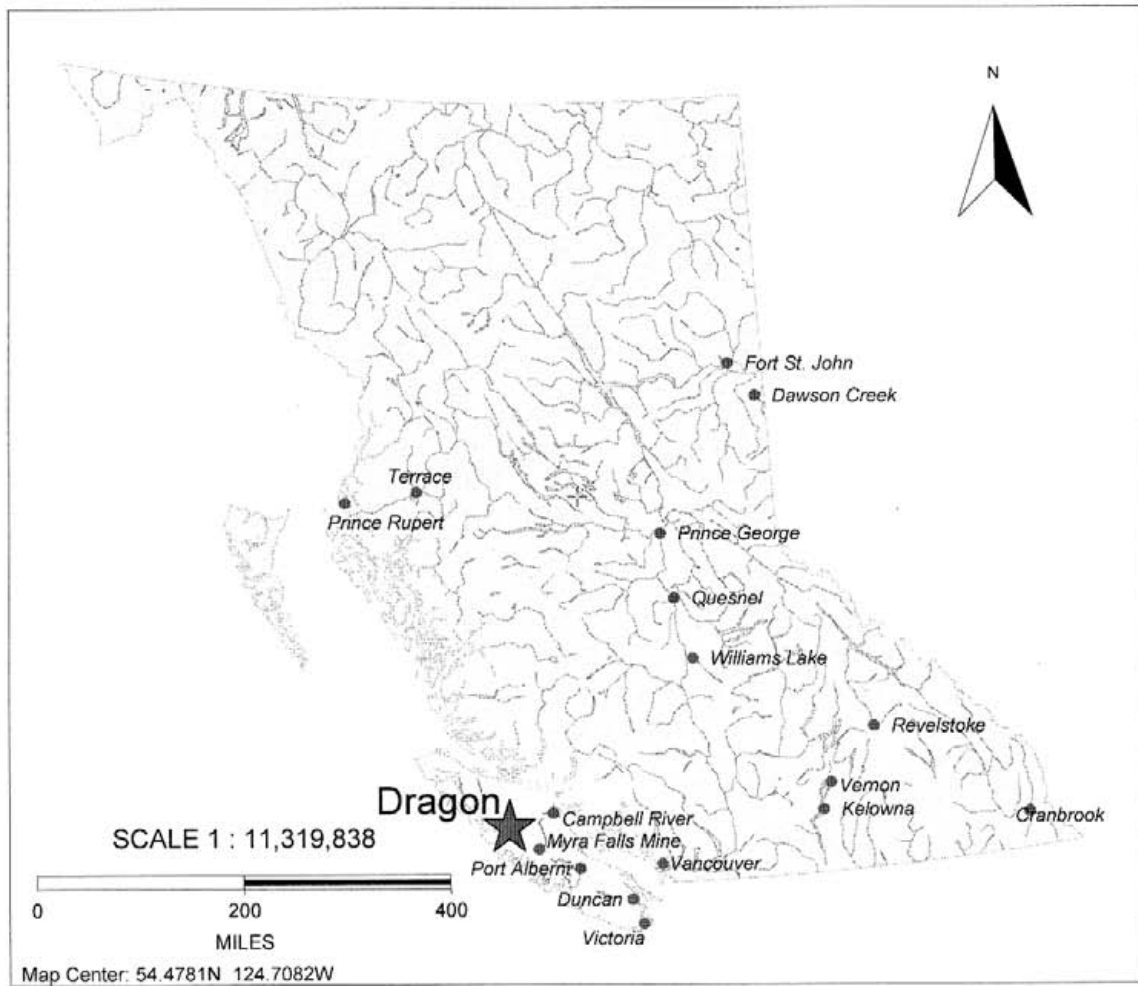 N
Fort St. John
Dawson Creek
Terrace
Prince Rupert
Prince George
Quesnel
Williams Lake
Revelstoke
Vernon
Kelowna
Cranbrook
Dragon
Campbell River
Myra Falls Mine
Port Alberni
Vancouver
Duncan
Victoria
SCALE 1 : 11,319,838
0 200 400
MILES
Map Center: 54.4781N 124.7082W